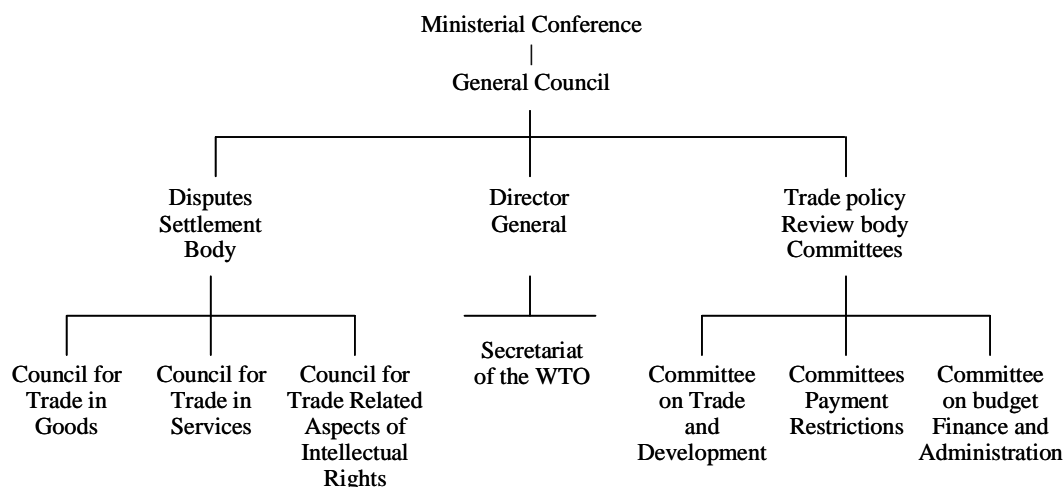 Ministerial Conference
General Council
Disputes
Settlement
Body
Director
General
Trade policy
Review body
Committees
Council for
Trade in
Goods
Council for
Trade in
Services
Council for
Trade Related
Aspects of
Intellectual
Rights
Secretariat
of the WTO
Committee
on Trade
and
Development
Committees
Payment
Restrictions
Committee
on budget
Finance and
Administration